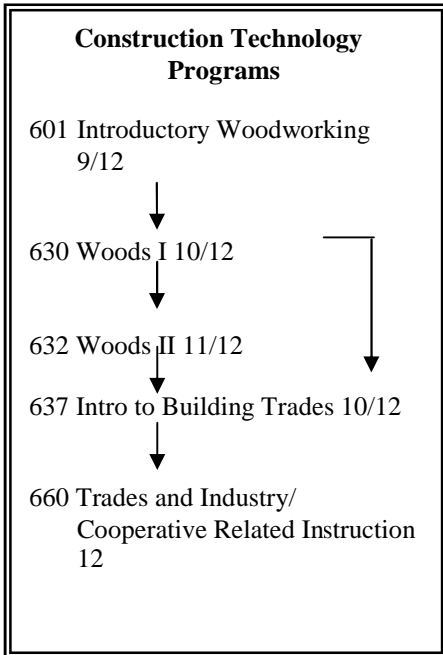 Construction Technology
Programs
601 Introductory Woodworking
9/12
630 Woods I 10/12
632 Woods II 11/12
637 Intro to Building Trades 10/12
660 Trades and Industry/
Cooperative Related Instruction
12